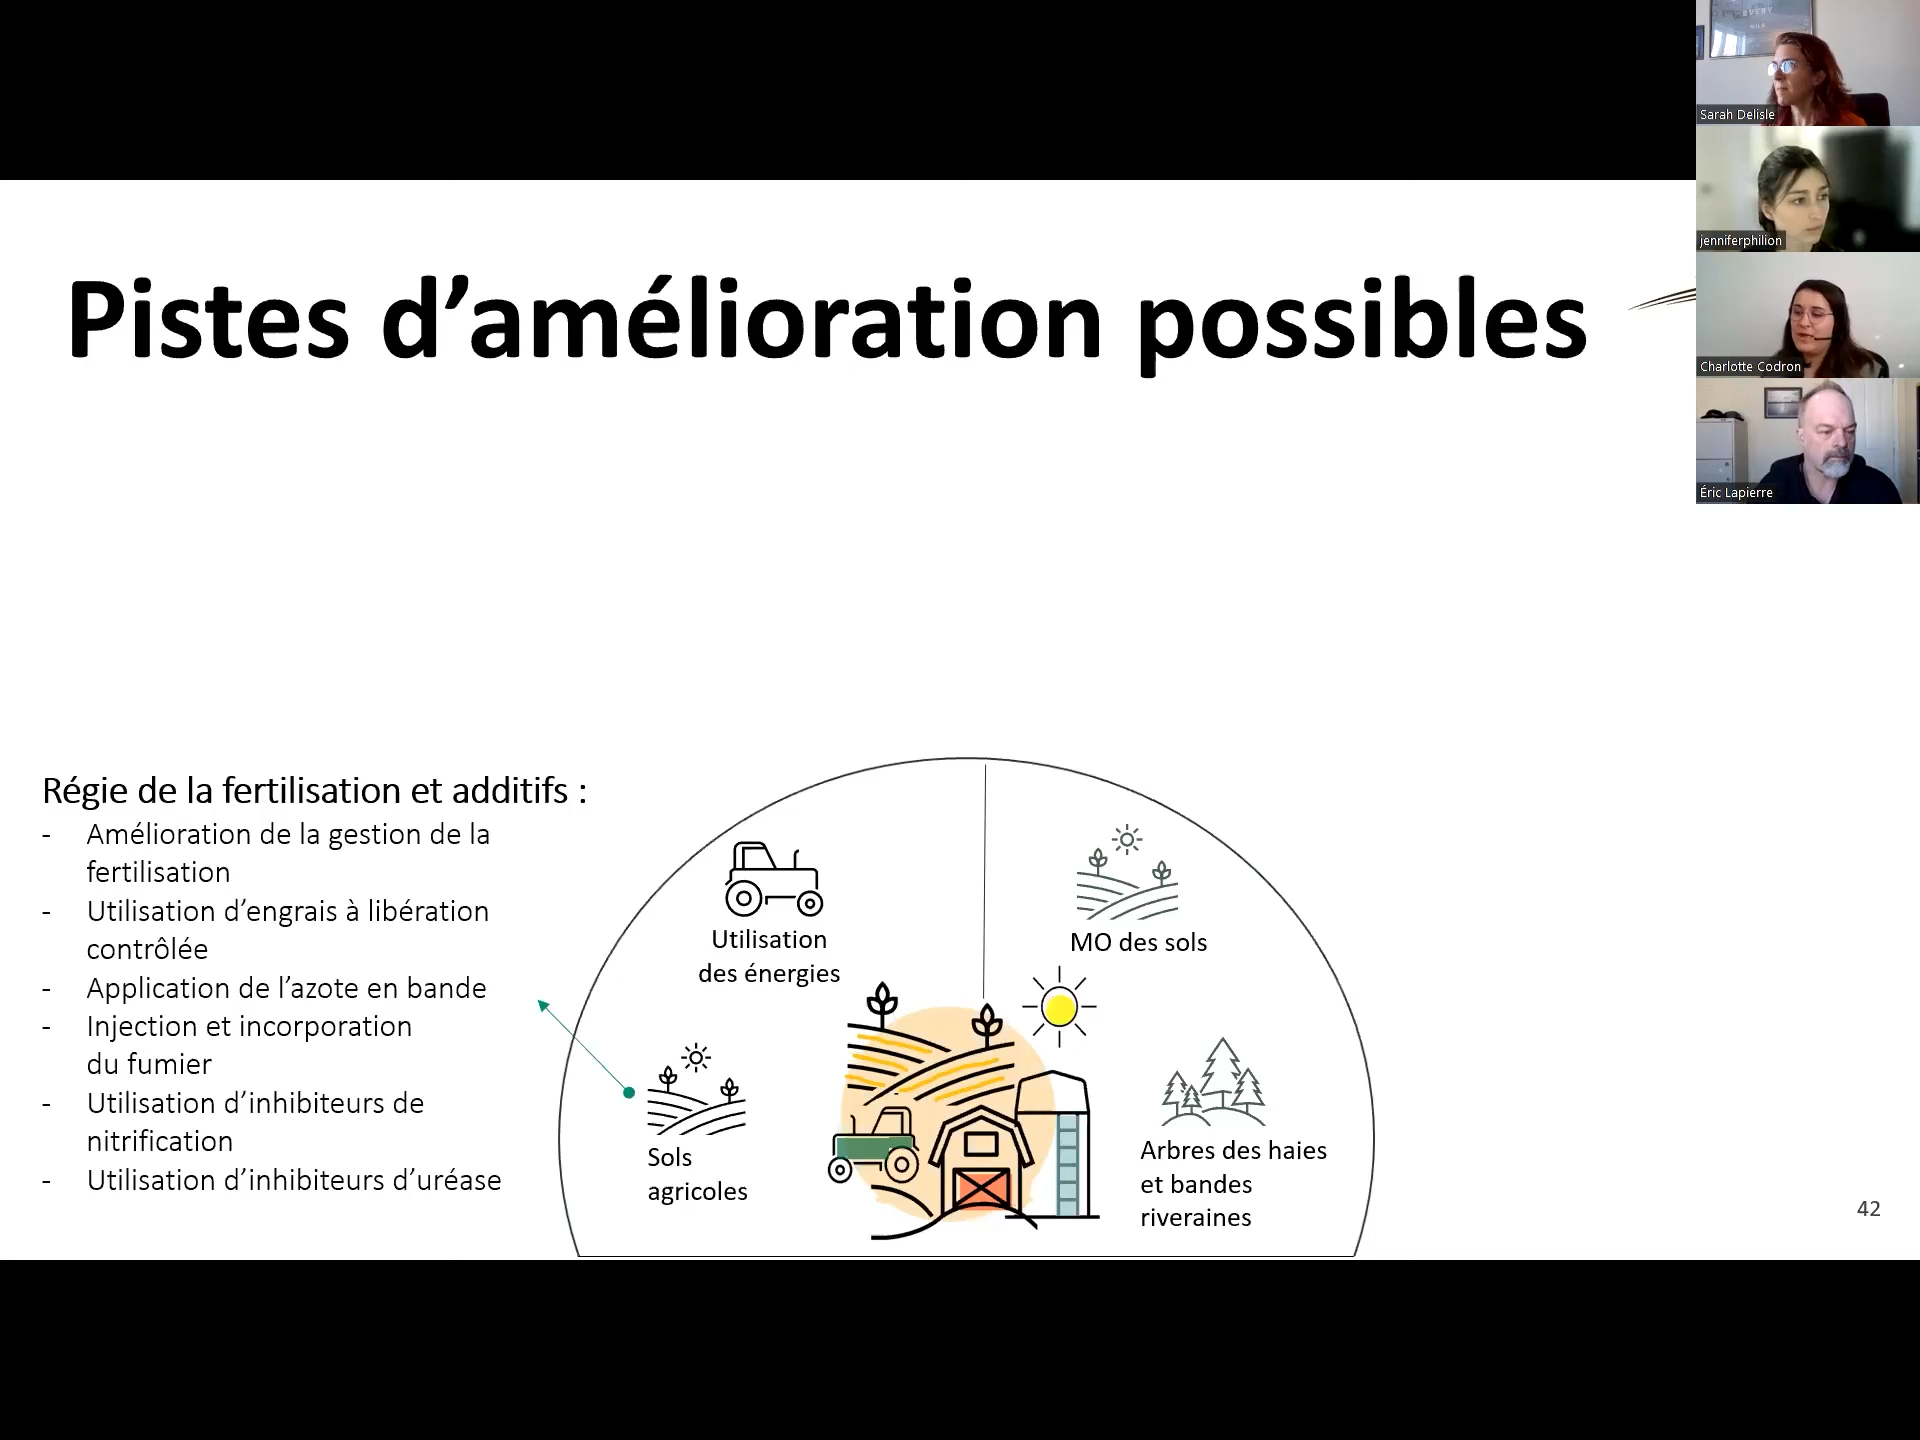 Sarah Delisle
jenniferphilion
Charlotte Codron
Éric Lapierre
Pistes d’amélioration possibles
Régie de la fertilisation et additifs :
- Amélioration de la gestion de la
fertilisation
- Utilisation d’engrais à libération
contrôlée
- Application de l’azote en bande
- Injection et incorporation
du fumier
- Utilisation d’inhibiteurs de
nitrification
- Utilisation d’inhibiteurs d’uréase
Utilisation
des énergies
MO des sols
Sols
agricoles
Arbres des haies
et bandes
riveraines
42